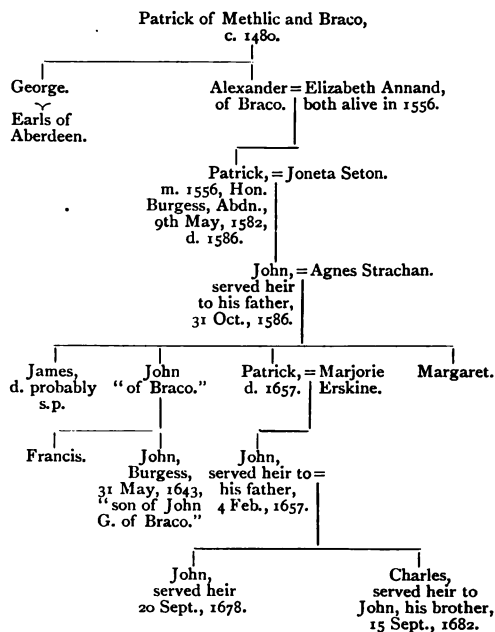 Patrick of Methlic and Braco,
c. 1480.
George.
Earls of
Aberdeen.
Alexander = Elizabeth Annand,
of Braco. both alive in 1556.
Patrick, = Joneta Seton.
m. 1556, Hon.
Burgess, Abdn.,
9th May, 1582,
d. 1586.
John, = Agnes Strachan.
served heir
to his father,
31 Oct., 1586.
James,
d. probably
s.p.
John
"of Braco."
Patrick, = Marjorie
d. 1657. Erskine.
Margaret.
Francis.
John,
Burgess,
31 May, 1643,
"son of John
G. of Braco."
John,
served heir to =
his father,
4 Feb., 1657.
John,
served heir
20 Sept., 1678.
Charles,
served heir to
John, his brother,
15 Sept., 1682.